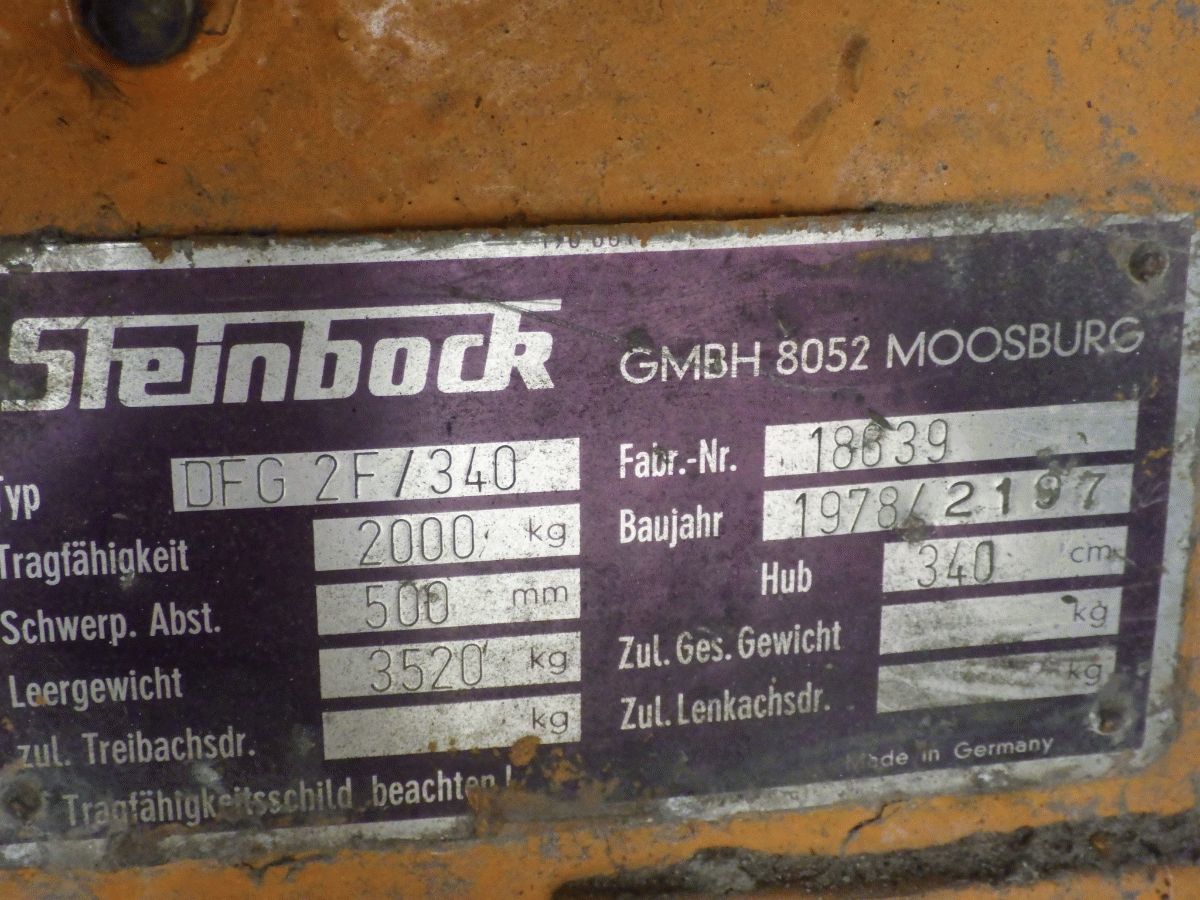 Steinbock GMBH 8052 MOOSBURG
Typ DFG 2F/340
Tragfähigkeit 2000 kg
Schwerp. Abst. 500 mm
Leergewicht 3520 kg
zul. Treibachsdr. kg
Tragfähigkeitsschild beachten!
Fabr.-Nr. 18639
Baujahr 1978/2197
Hub 340 cm
Zul. Ges. Gewicht kg
Zul. Lenkachsdr. kg
Made in Germany